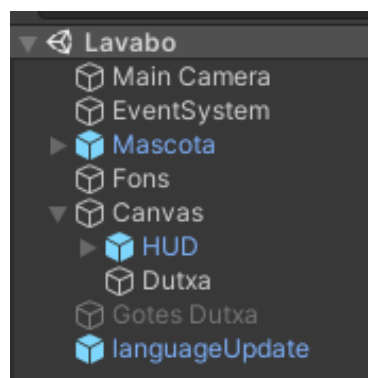 Lavabo
Main Camera
EventSystem
Mascota
Fons
Canvas
HUD
Dutxa
Gotes Dutxa
languageUpdate